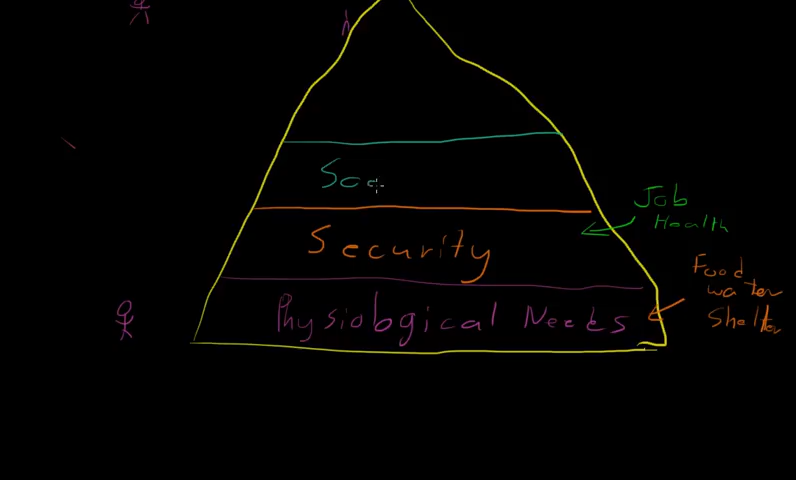 Soc
Job
Health
Security
Food
water
Shelter
Physiological Needs